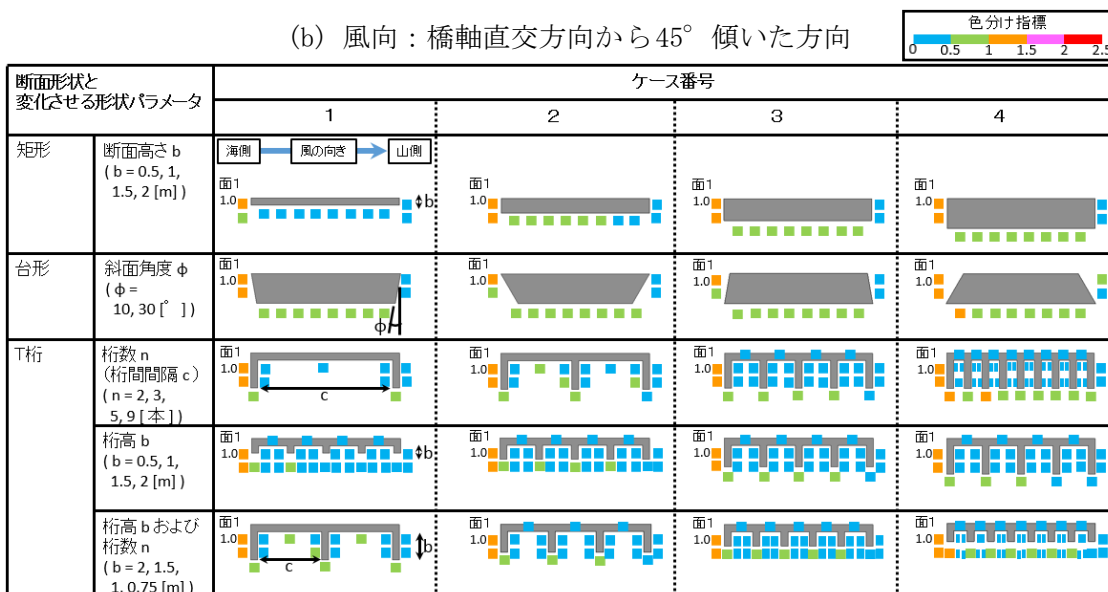 (b) 風向：橋軸直交方向から45°傾いた方向
色分け指標
0 0.5 1 1.5 2 2.5
断面形状と
変化させる形状パラメータ
ケース番号
1 2 3 4
矩形
断面高さ b
( b = 0.5, 1,
1.5, 2 [m] )
海側 風の向き 山側
面1 面1 面1 面1
1.0 b 1.0 1.0 1.0
台形
斜面角度 φ
( φ =
10, 30 [° ] )
面1 面1 面1 面1
1.0 1.0 1.0 1.0
φ
T桁
桁数 n
（桁間間隔 c）
( n = 2, 3,
5, 9 [ 本 ] )
面1 面1 面1 面1
1.0 1.0 1.0 1.0
c
桁高 b
( b = 0.5, 1,
1.5, 2 [m] )
面1 面1 面1 面1
1.0 b 1.0 1.0 1.0
桁高 b および
桁数 n
( b = 2, 1.5,
1, 0.75 [m] )
面1 面1 面1 面1
1.0 b 1.0 1.0 1.0
c